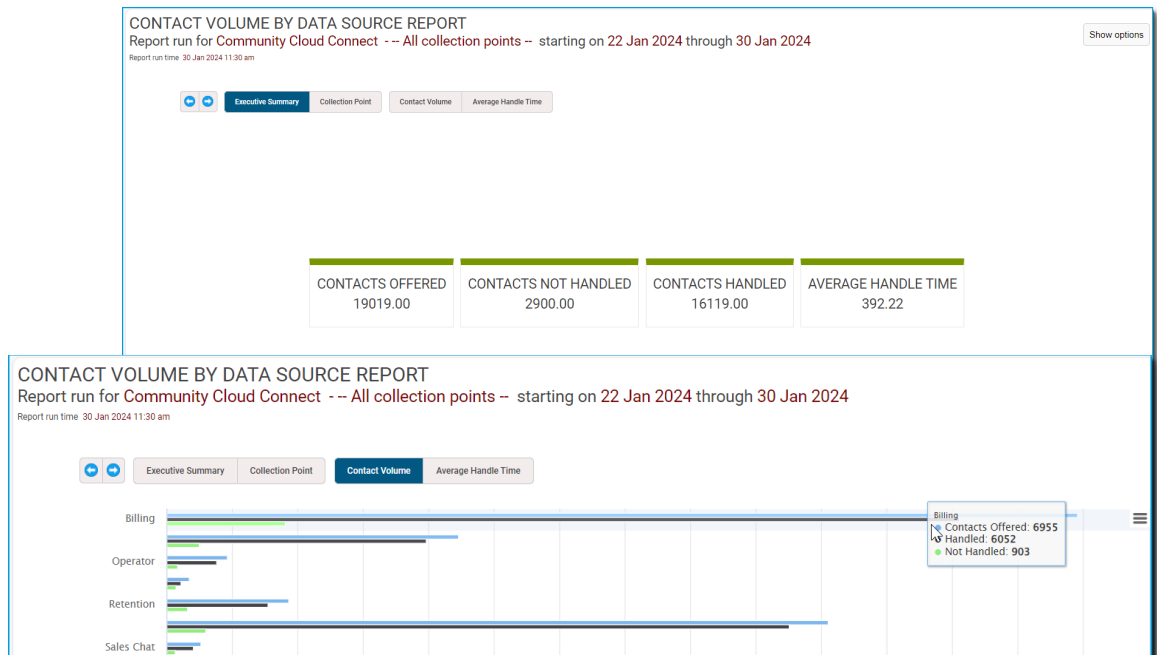 CONTACT VOLUME BY DATA SOURCE REPORT
Report run for Community Cloud Connect - -- All collection points -- starting on 22 Jan 2024 through 30 Jan 2024
Report run time 30 Jan 2024 11:30 am
Show options
Executive Summary Collection Point Contact Volume Average Handle Time
CONTACTS OFFERED CONTACTS NOT HANDLED CONTACTS HANDLED AVERAGE HANDLE TIME
19019.00 2900.00 16119.00 392.22
CONTACT VOLUME BY DATA SOURCE REPORT
Report run for Community Cloud Connect - -- All collection points -- starting on 22 Jan 2024 through 30 Jan 2024
Report run time 30 Jan 2024 11:30 am
Executive Summary Collection Point Contact Volume Average Handle Time
Billing
Billing
Contacts Offered: 6955
Handled: 6052
Not Handled: 903
Operator
Retention
Sales Chat